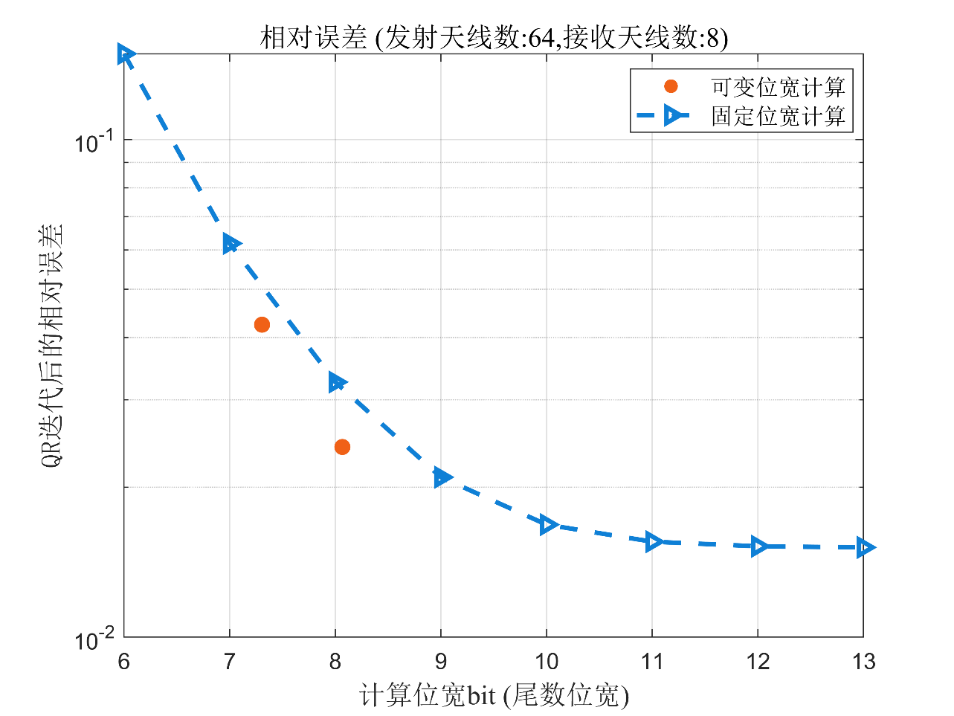 相对误差 (发射天线数:64,接收天线数:8)
可变位宽计算
固定位宽计算
10-1
10-2
QR迭代后的相对误差
6 7 8 9 10 11 12 13
计算位宽bit (尾数位宽)